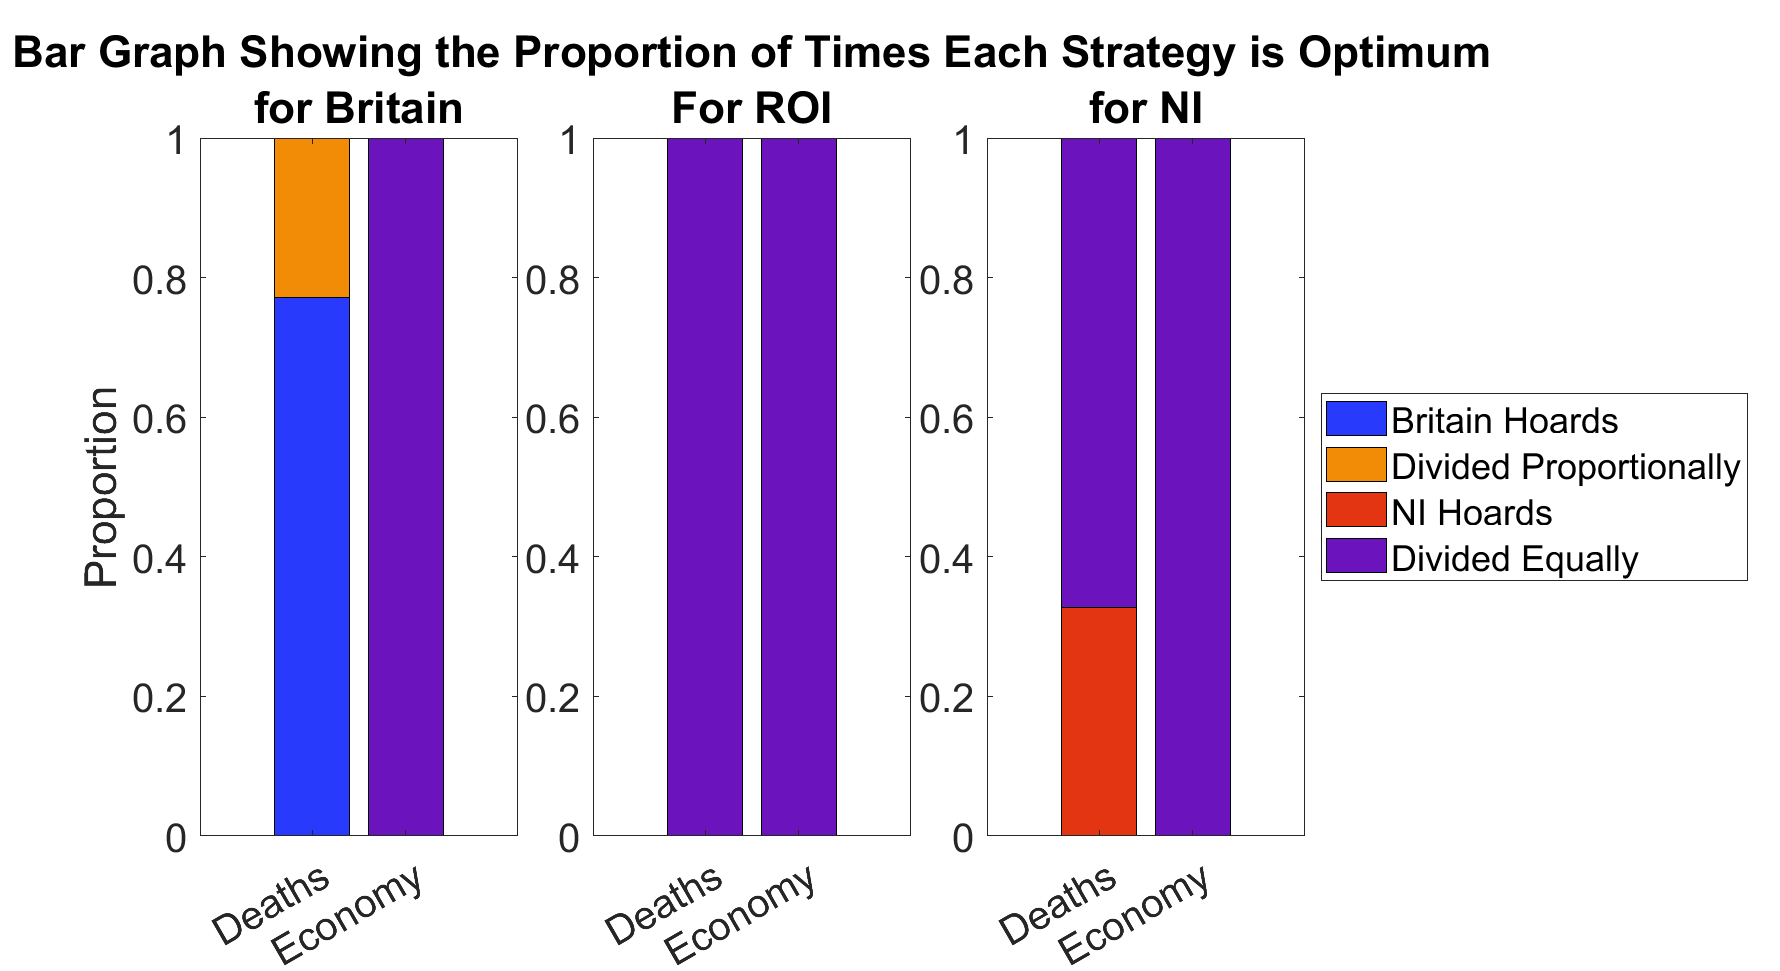 Bar Graph Showing the Proportion of Times Each Strategy is Optimum
for Britain
For ROI
for NI
Proportion
1
0.8
0.6
0.4
0.2
0
Deaths
Economy
1
0.8
0.6
0.4
0.2
0
Deaths
Economy
1
0.8
0.6
0.4
0.2
0
Deaths
Economy
Britain Hoards
Divided Proportionally
NI Hoards
Divided Equally